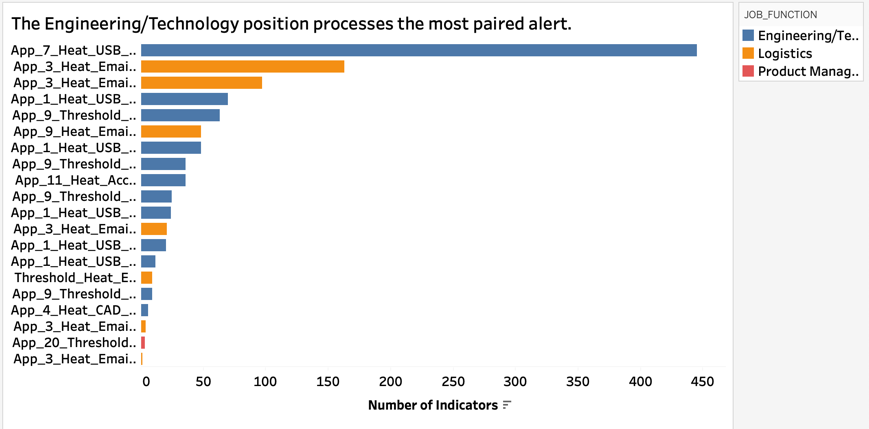 The Engineering/Technology position processes the most paired alert.
App_7_Heat_USB_..
App_3_Heat_Emai..
App_3_Heat_Emai..
App_1_Heat_USB_..
App_9_Threshold_..
App_9_Heat_Emai..
App_1_Heat_USB_..
App_9_Threshold_..
App_11_Heat_Acc..
App_9_Threshold_..
App_1_Heat_USB_..
App_3_Heat_Emai..
App_1_Heat_USB_..
App_1_Heat_USB_..
Threshold_Heat_E..
App_9_Threshold_..
App_4_Heat_CAD_..
App_3_Heat_Emai..
App_20_Threshold..
App_3_Heat_Emai..
0 50 100 150 200 250 300 350 400 450
Number of Indicators
JOB_FUNCTION
Engineering/Te..
Logistics
Product Manag..